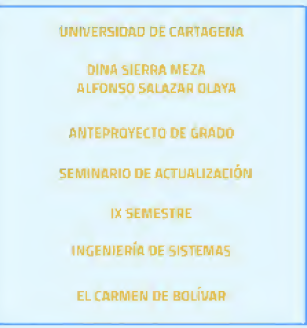 UNIVERSIDAD DE CARTAGENA
DINA SIERRA MEZA
ALFONSO SALAZAR OLAYA
ANTEPROYECTO DE GRADO
SEMINARIO DE ACTUALIZACIÓN
IX SEMESTRE
INGENIERÍA DE SISTEMAS
EL CARMEN DE BOLÍVAR